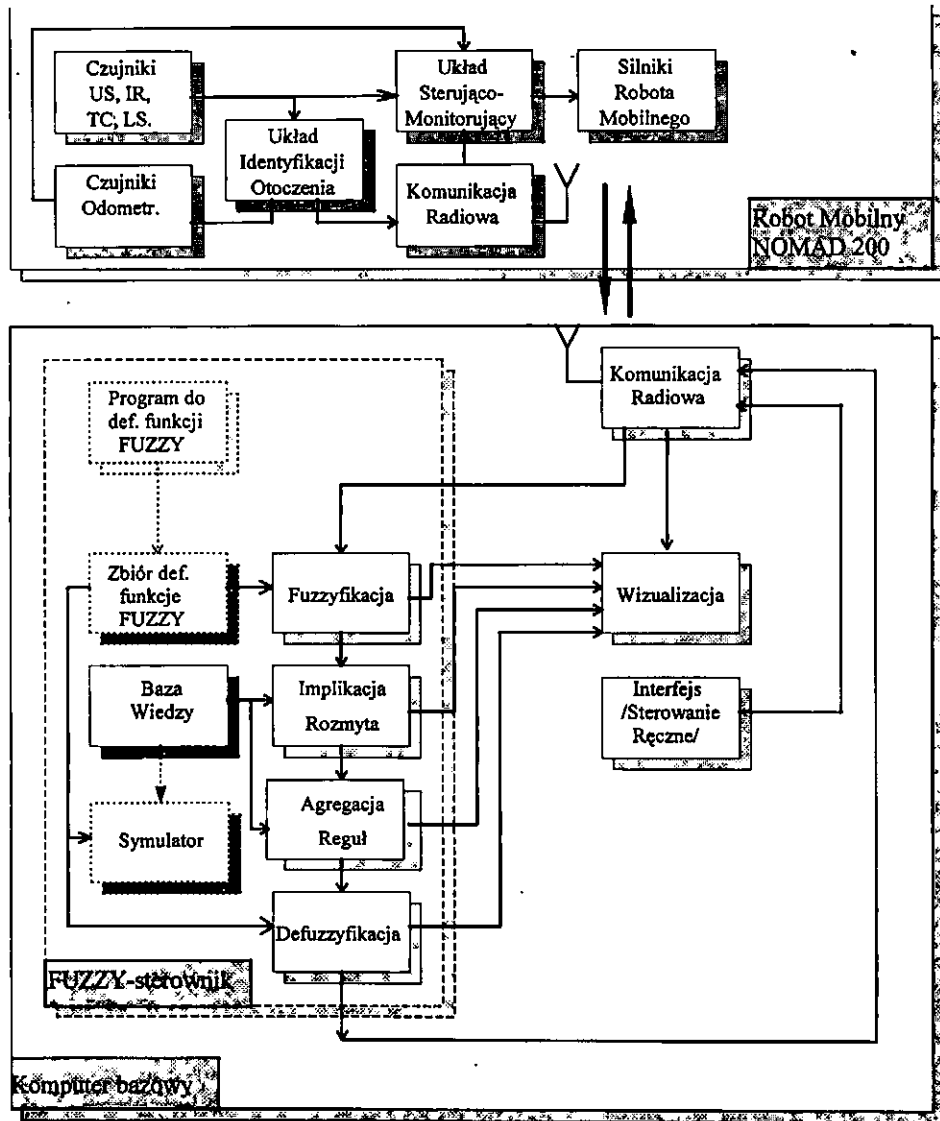 Czujniki
US, IR,
TC; LS.
Układ
Sterująco-
Monitorujący
Silniki
Robota
Mobilnego
Układ
Identyfikacji
Otoczenia
Czujniki
Odometr.
Komunikacja
Radiowa
Robot Mobilny
NOMAD 200
Komunikacja
Radiowa
Program do
def. funkcji
FUZZY
Zbiór def.
funkcje
FUZZY
Fuzzyfikacja
Wizualizacja
Baza
Wiedzy
Implikacja
Rozmyta
Interfejs
/Sterowanie
Ręczne/
Symulator
Agregacja
Reguł
Defuzzyfikacja
FUZZY-sterownik
Komputer bazowy